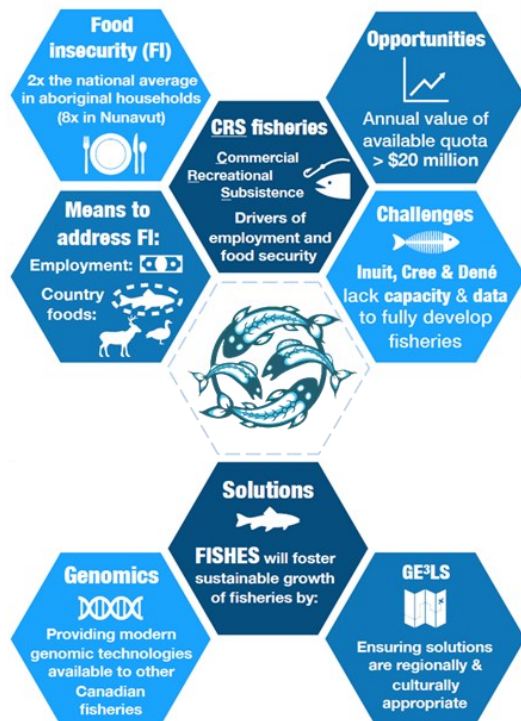 Food
insecurity (FI)
2x the national average
in aboriginal households
(8x in Nunavut)
Opportunities
Annual value of
available quota
> $20 million
CRS fisheries
Commercial
Recreational
Subsistence
Drivers of
employment and
food security
Means to
address FI:
Employment:
Country
foods:
Challenges
Inuit, Cree & Dené
lack capacity & data
to fully develop
fisheries
Solutions
FISHES will foster
sustainable growth
of fisheries by:
Genomics
Providing modern
genomic technologies
available to other
Canadian
fisheries
GE³LS
Ensuring solutions
are regionally &
culturally
appropriate